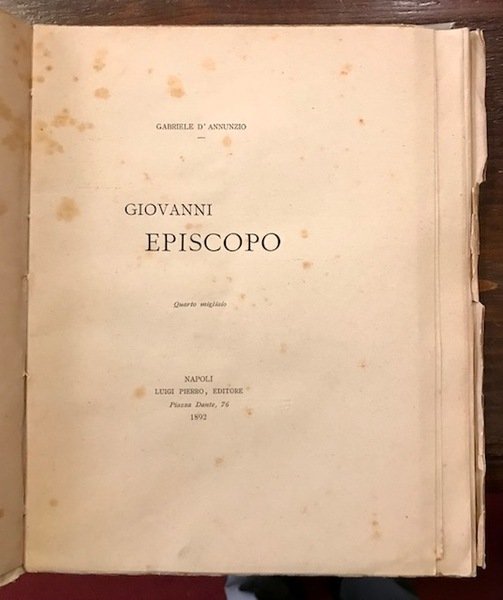 GABRIELE D' ANNUNZIO
GIOVANNI
EPISCOPO
Quarto migliaio
NAPOLI
LUIGI PIERRO, EDITORE
Piazza Dante, 76
1892